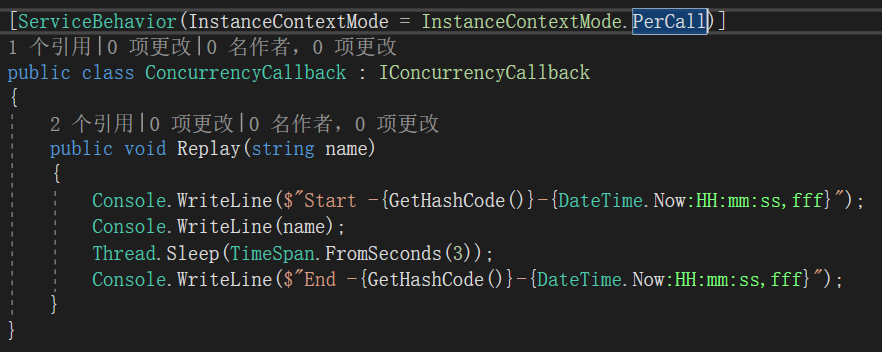 [ServiceBehavior(InstanceContextMode = InstanceContextMode.PerCall)]
1 个引用|0 项更改|0 名作者，0 项更改
public class ConcurrencyCallback : IConcurrencyCallback
{
2 个引用|0 项更改|0 名作者，0 项更改
public void Replay(string name)
{
Console.WriteLine($"Start -{GetHashCode()}-{DateTime.Now:HH:mm:ss,fff}");
Console.WriteLine(name);
Thread.Sleep(TimeSpan.FromSeconds(3));
Console.WriteLine($"End -{GetHashCode()}-{DateTime.Now:HH:mm:ss,fff}");
}
}